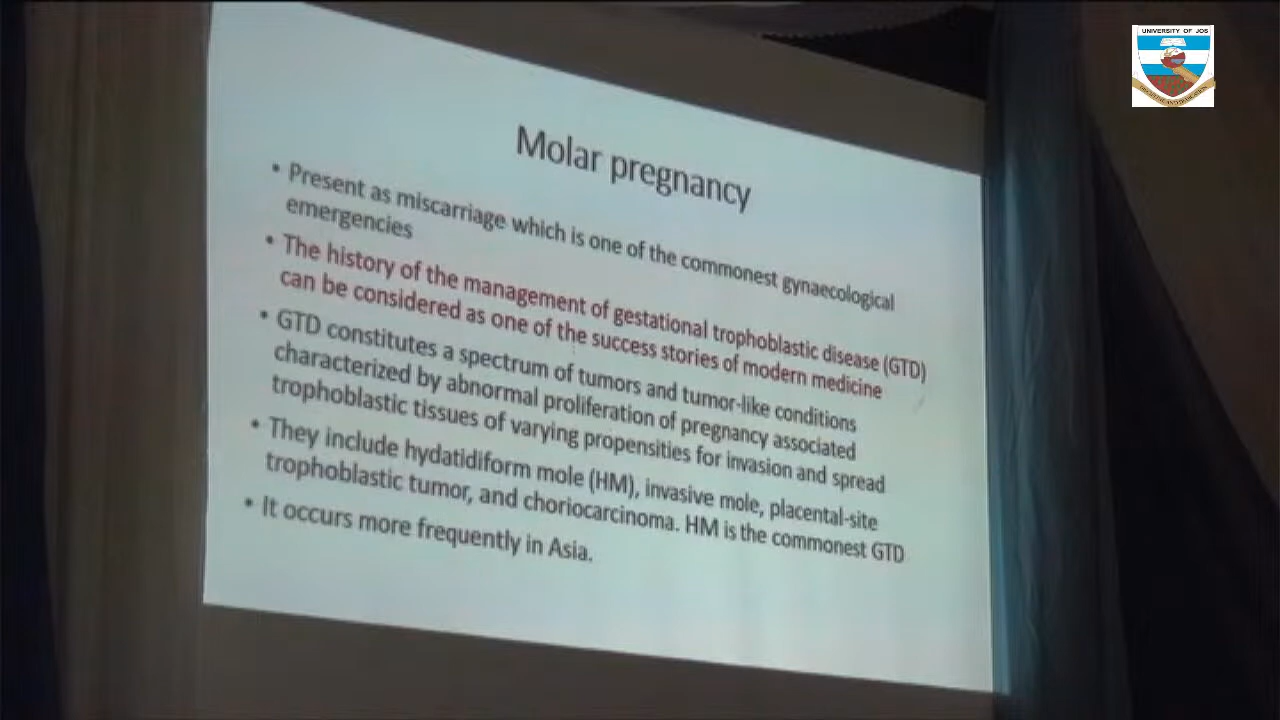 UNIVERSITY OF JOS
Molar pregnancy
• Present as miscarriage which is one of the commonest gynaecological
emergencies
• The history of the management of gestational trophoblastic disease (GTD)
can be considered as one of the success stories of modern medicine
• GTD constitutes a spectrum of tumors and tumor-like conditions
characterized by abnormal proliferation of pregnancy associated
trophoblastic tissues of varying propensities for invasion and spread
• They include hydatidiform mole (HM), invasive mole, placental-site
trophoblastic tumor, and choriocarcinoma. HM is the commonest GTD
• It occurs more frequently in Asia.